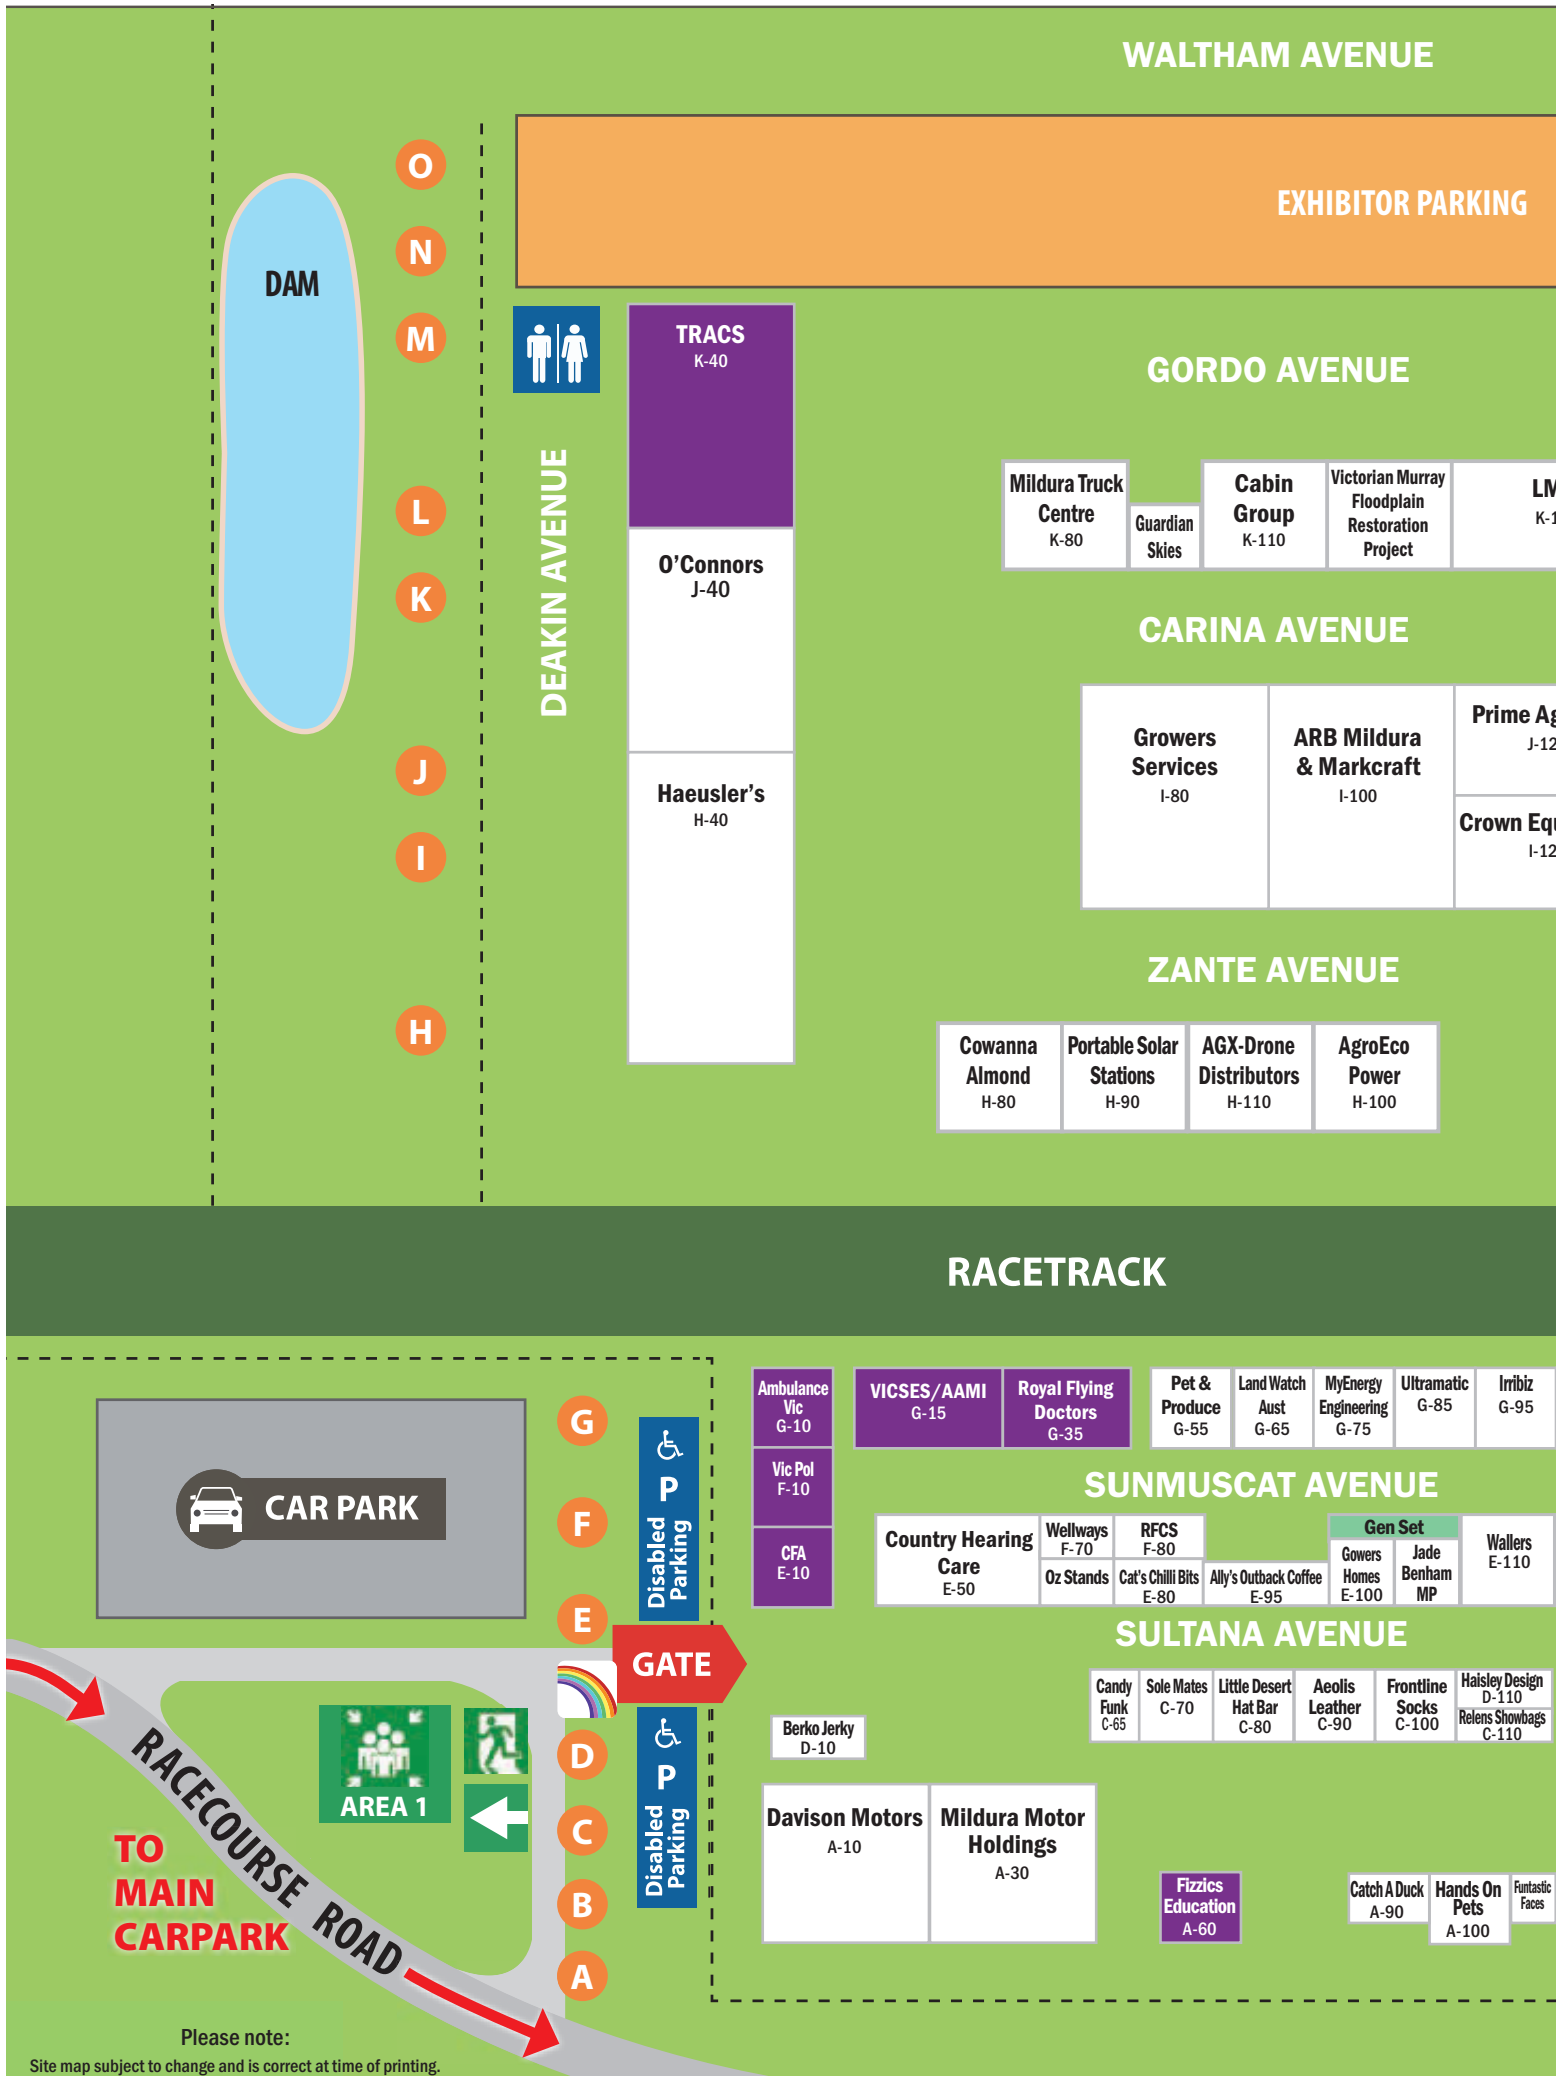 WALTHAM AVENUE
EXHIBITOR PARKING
O
N
M
DAM
TRACS
K-40
GORDO AVENUE
DEAKIN AVENUE
L
K
O'Connors
J-40
Mildura Truck
Centre
K-80
Guardian
Skies
Cabin
Group
K-110
Victorian Murray
Floodplain
Restoration
Project
LM
K-1
CARINA AVENUE
J
I
H
Haeusler's
H-40
Growers
Services
I-80
ARB Mildura
& Markcraft
I-100
Prime Ag
J-12
Crown Equ
I-12
ZANTE AVENUE
Cowanna
Almond
H-80
Portable Solar
Stations
H-90
AGX-Drone
Distributors
H-110
AgroEco
Power
H-100
RACETRACK
CAR PARK
G
F
E
P
Disabled
Parking
Ambulance
Vic
G-10
Vic Pol
F-10
CFA
E-10
VICSES/AAMI
G-15
Royal Flying
Doctors
G-35
Pet &
Produce
G-55
Land Watch
Aust
G-65
MyEnergy
Engineering
G-75
Ultramatic
G-85
Irribiz
G-95
SUNMUSCAT AVENUE
Country Hearing
Care
E-50
Wellways
F-70
Oz Stands
RFCS
F-80
Cat's Chilli Bits
E-80
Ally's Outback Coffee
E-95
Gen Set
Gowers
Homes
E-100
Jade
Benham
MP
Wallers
E-110
SULTANA AVENUE
GATE
Candy
Funk
C-65
Sole Mates
C-70
Little Desert
Hat Bar
C-80
Aeolis
Leather
C-90
Frontline
Socks
C-100
Haisley Design
D-110
Relens Showbags
C-110
D
C
B
A
P
Disabled
Parking
Berko Jerky
D-10
AREA 1
Davison Motors
A-10
Mildura Motor
Holdings
A-30
Fizzics
Education
A-60
Catch A Duck
A-90
Hands On
Pets
A-100
Funtastic
Faces
RACECOURSE ROAD
TO
MAIN
CARPARK
Please note:
Site map subject to change and is correct at time of printing.